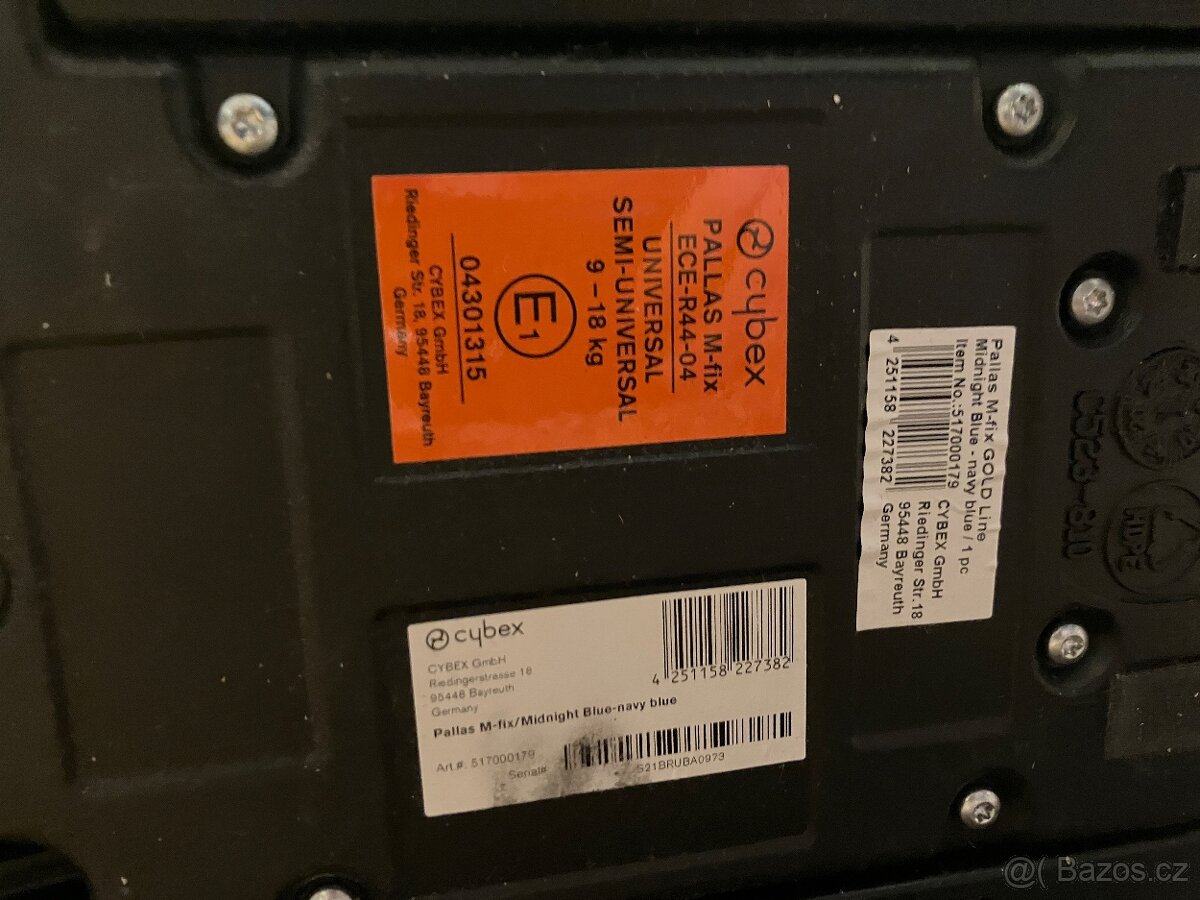 cybex
PALLAS M-fix
ECE-R44-04
UNIVERSAL
SEMI-UNIVERSAL
9 – 18 kg
E1
04301315
CYBEX GmbH
Riedinger Str. 18, 95448 Bayreuth
Germany
Pallas M-fix GOLD Line
Midnight Blue - navy blue / 1 pc
Item No.:517000179
4 251158 227382
CYBEX GmbH
Riedinger Str. 18
95448 Bayreuth
Germany
HDPE
cybex
CYBEX GmbH
Riedingerstrasse 18
95448 Bayreuth
Germany
4 251158 227382
Pallas M-fix/Midnight Blue-navy blue
Art.#: 517000179
Serial#
S21BRUBA0973
@( Bazos.cz